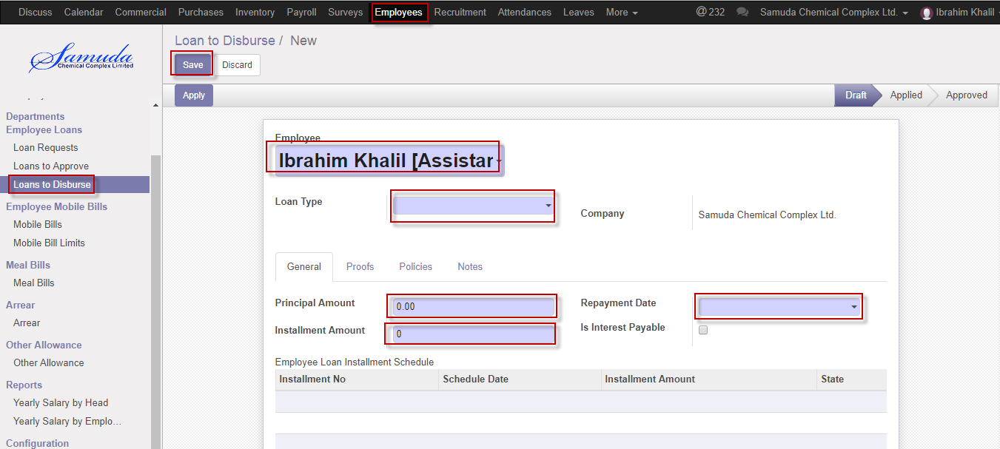 Discuss Calendar Commercial Purchases Inventory Payroll Surveys Employees Recruitment Attendances Leaves More @ 232 Samuda Chemical Complex Ltd. Ibrahim Khalil
Samuda
Chemical Complex Limited
Loan to Disburse / New
Save Discard
Apply Draft Applied Approved
Departments
Employee Loans
Loan Requests
Loans to Approve
Loans to Disburse
Employee Mobile Bills
Mobile Bills
Mobile Bill Limits
Meal Bills
Meal Bills
Arrear
Arrear
Other Allowance
Other Allowance
Reports
Yearly Salary by Head
Yearly Salary by Emplo...
Configuration
Employee
Ibrahim Khalil [Assistar
Loan Type
Company Samuda Chemical Complex Ltd.
General Proofs Policies Notes
Principal Amount 0.00 Repayment Date
Installment Amount 0 Is Interest Payable
Employee Loan Installment Schedule
Installment No Schedule Date Installment Amount State